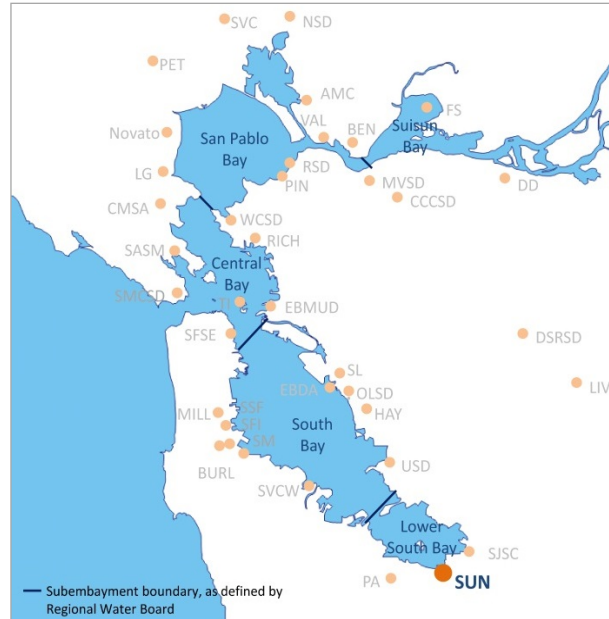 SVC
NSD
PET
AMC
FS
VAL
BEN
Suisun
Bay
Novato
San Pablo
Bay
RSD
LG
PIN
MVSD
DD
CCCSD
CMSA
WCSD
RICH
SASM
Central
Bay
SMCSD
TI
EBMUD
SFSE
DSRSD
SL
EBDA
OLSD
LIV
MILL
SSF
HAY
SFI
South
Bay
SM
BURL
USD
SVCW
Lower
South Bay
SJSC
PA
SUN
Subembayment boundary, as defined by
Regional Water Board